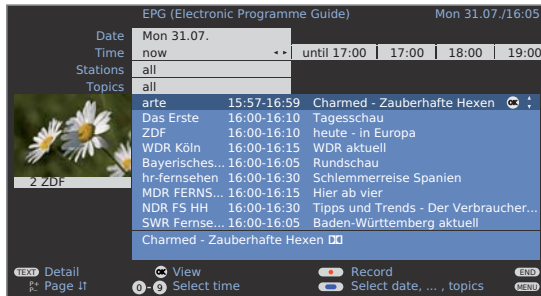 EPG (Electronic Programme Guide) Mon 31.07./16:05
Date Mon 31.07.
Time now until 17:00 17:00 18:00 19:00
Stations all
Topics all
arte 15:57-16:59 Charmed - Zauberhafte Hexen OK
Das Erste 16:00-16:10 Tagesschau
ZDF 16:00-16:10 heute - in Europa
WDR Köln 16:00-16:15 WDR aktuell
Bayerisches... 16:00-16:05 Rundschau
hr-fernsehen 16:00-16:30 Schlemmerreise Spanien
2 ZDF
MDR FERNS... 16:00-16:15 Hier ab vier
NDR FS HH 16:00-16:30 Tipps und Trends - Der Verbraucher...
SWR Fernse... 16:00-16:05 Baden-Württemberg aktuell
Charmed - Zauberhafte Hexen
TEXT Detail OK View Record END
P+ P- Page 0-9 Select time Select date, ... , topics MENU